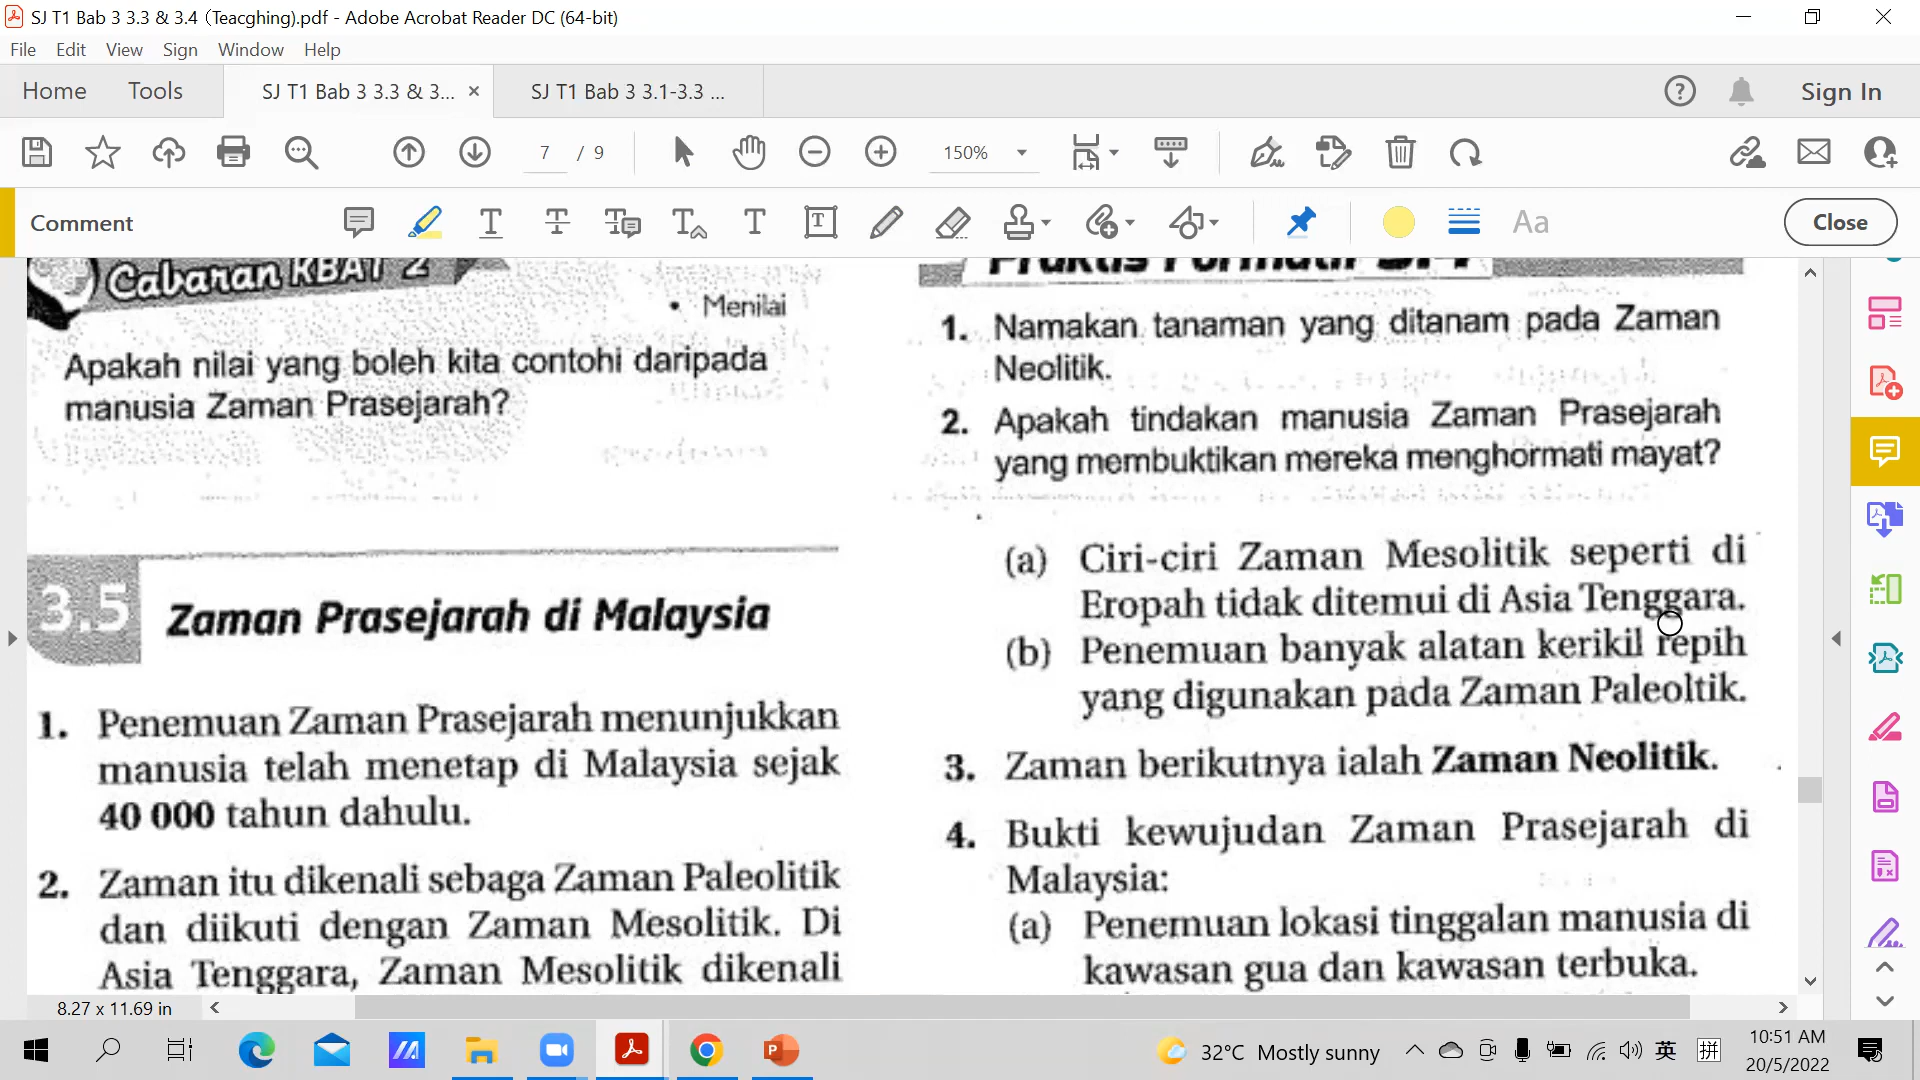 SJ T1 Bab 3 3.3 & 3.4 (Teacghing).pdf - Adobe Acrobat Reader DC (64-bit)
File Edit View Sign Window Help
Home Tools SJ T1 Bab 3 3.3 & 3... × SJ T1 Bab 3 3.1-3.3 ... Sign In
7 / 9 150%
Comment Aa Close
Cabaran KBAT 2
• Menilai
Apakah nilai yang boleh kita contohi daripada
manusia Zaman Prasejarah?
3.5 Zaman Prasejarah di Malaysia
1. Penemuan Zaman Prasejarah menunjukkan
manusia telah menetap di Malaysia sejak
40 000 tahun dahulu.
2. Zaman itu dikenali sebaga Zaman Paleolitik
dan diikuti dengan Zaman Mesolitik. Di
Asia Tenggara, Zaman Mesolitik dikenali
Praktis Formatif
1. Namakan tanaman yang ditanam pada Zaman
Neolitik.
2. Apakah tindakan manusia Zaman Prasejarah
yang membuktikan mereka menghormati mayat?
(a) Ciri-ciri Zaman Mesolitik seperti di
Eropah tidak ditemui di Asia Tenggara.
(b) Penemuan banyak alatan kerikil repih
yang digunakan pada Zaman Paleoltik.
3. Zaman berikutnya ialah Zaman Neolitik.
4. Bukti kewujudan Zaman Prasejarah di
Malaysia:
(a) Penemuan lokasi tinggalan manusia di
kawasan gua dan kawasan terbuka.
8.27 x 11.69 in
32°C Mostly sunny 英 拼 10:51 AM
20/5/2022